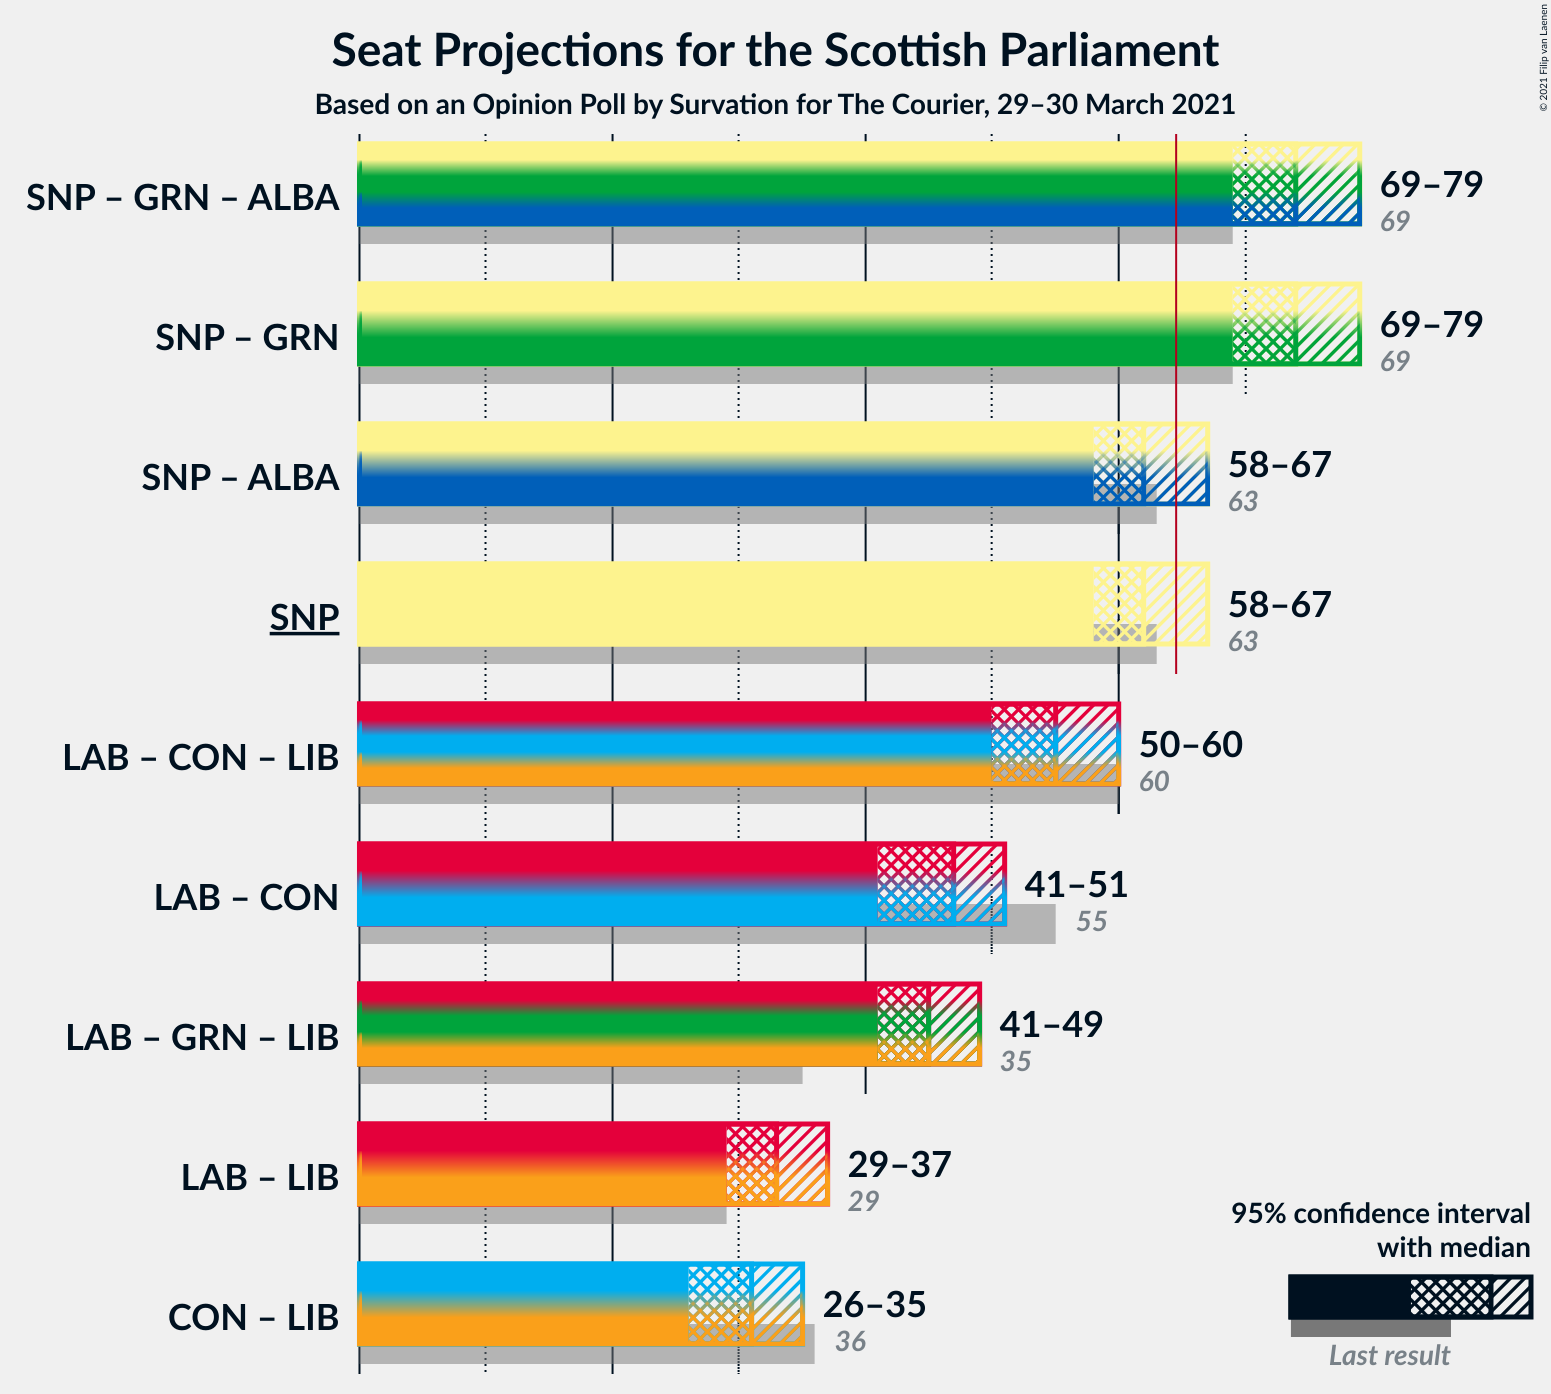 Seat Projections for the Scottish Parliament
Based on an Opinion Poll by Survation for The Courier, 29–30 March 2021
© 2021 Filip van Laenen
SNP – GRN – ALBA
69–79
69
SNP – GRN
69–79
69
SNP – ALBA
58–67
63
SNP
58–67
63
LAB – CON – LIB
50–60
60
LAB – CON
41–51
55
LAB – GRN – LIB
41–49
35
LAB – LIB
29–37
29
CON – LIB
26–35
36
95% confidence interval
with median
Last result